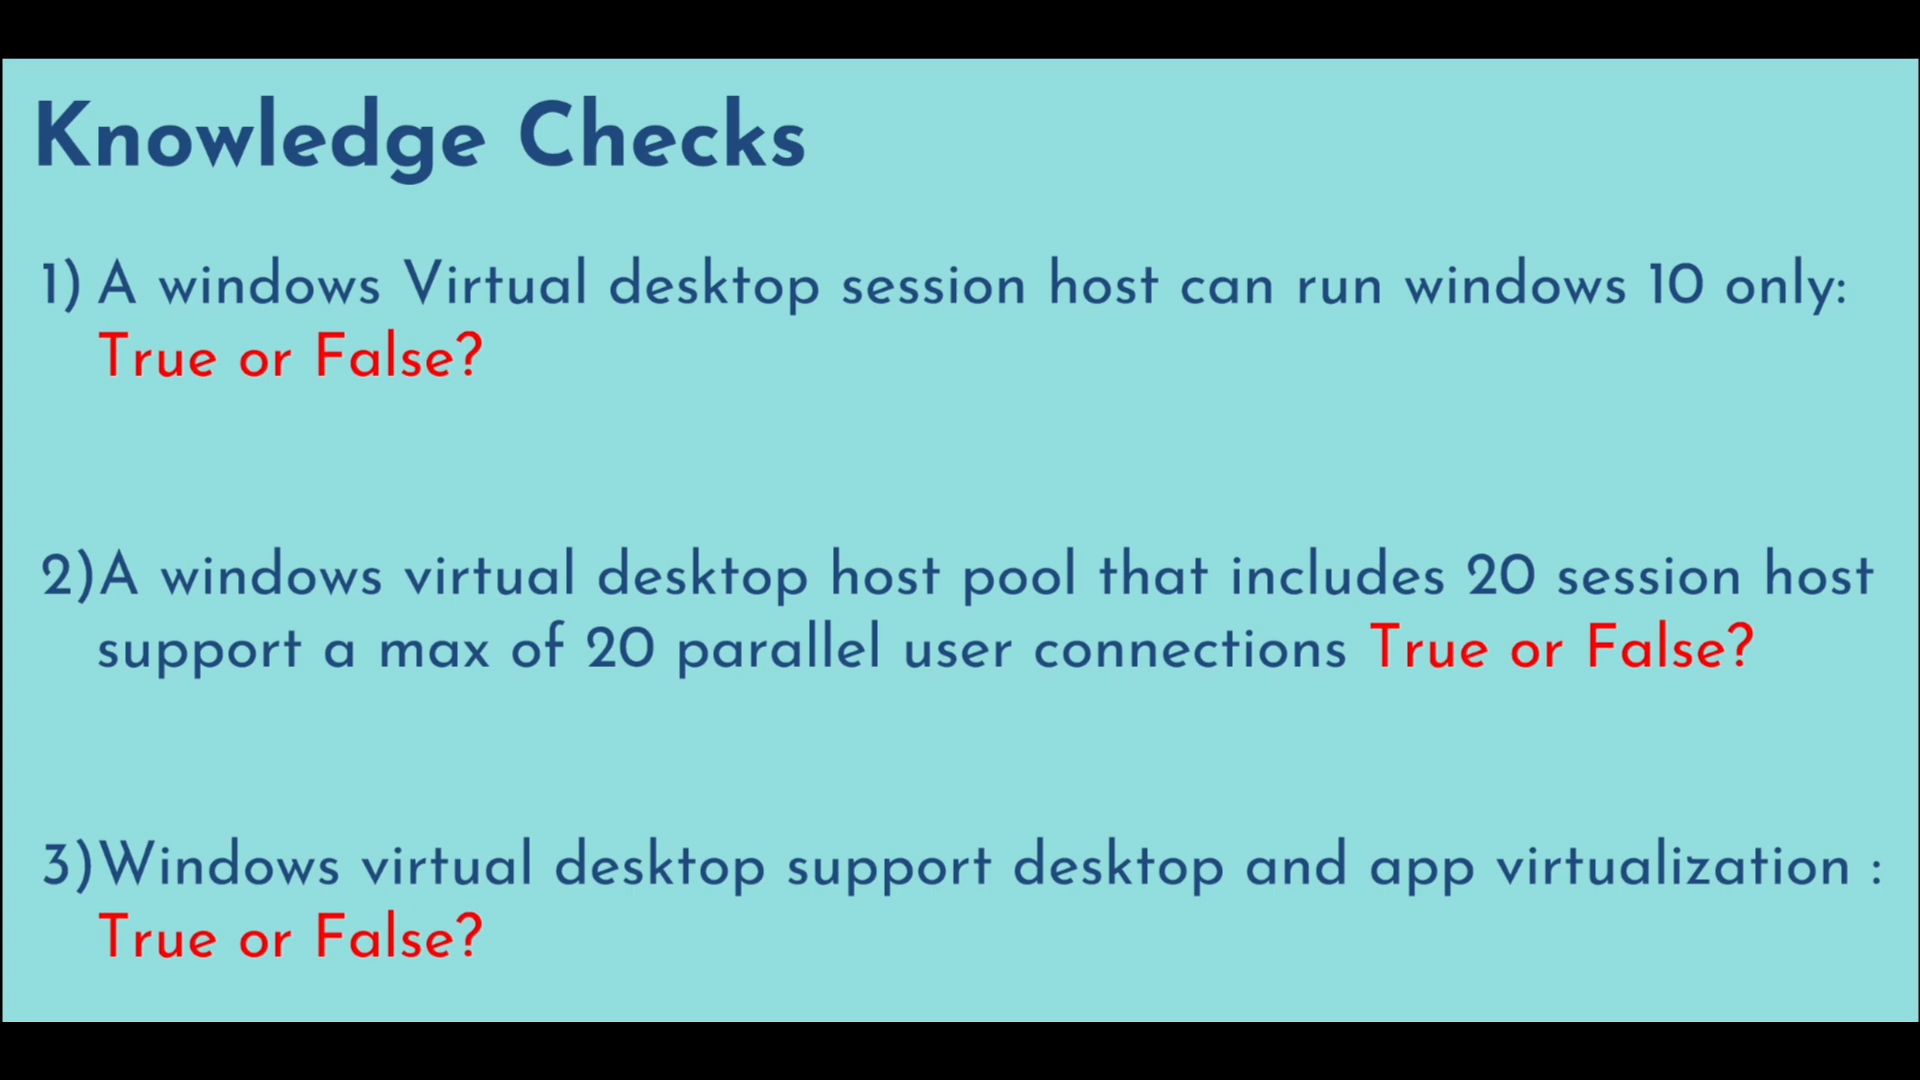 Knowledge Checks
1) A windows Virtual desktop session host can run windows 10 only:
True or False?
2)A windows virtual desktop host pool that includes 20 session host
support a max of 20 parallel user connections True or False?
3)Windows virtual desktop support desktop and app virtualization :
True or False?